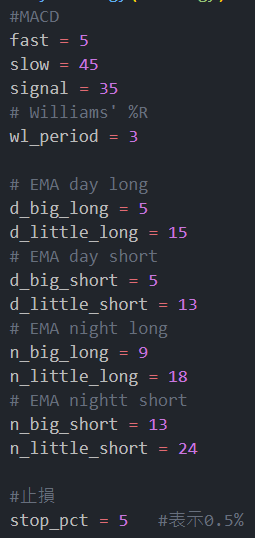 #MACD
fast = 5
slow = 45
signal = 35
# Williams' %R
wl_period = 3
# EMA day long
d_big_long = 5
d_little_long = 15
# EMA day short
d_big_short = 5
d_little_short = 13
# EMA night long
n_big_long = 9
n_little_long = 18
# EMA nightt short
n_big_short = 13
n_little_short = 24
#止損
stop_pct = 5   #表示0.5%